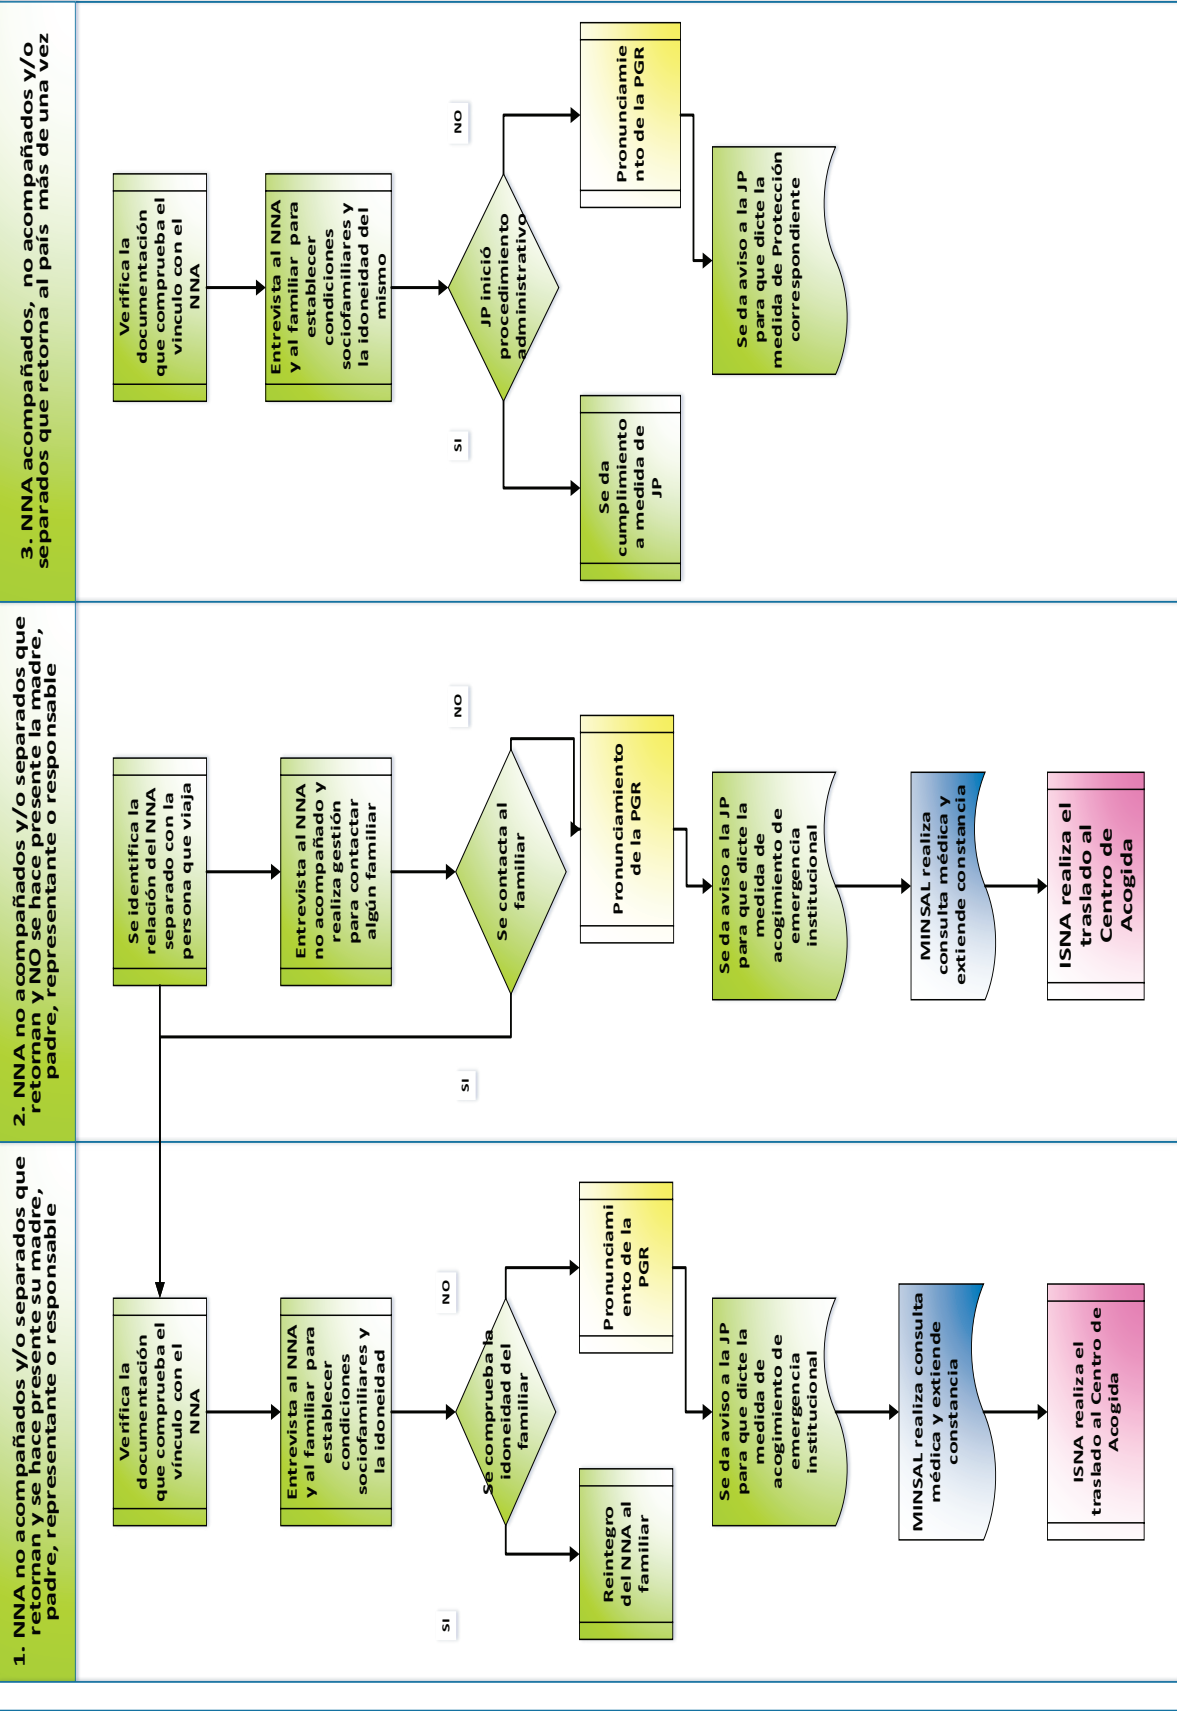 1. NNA no acompañados y/o separados que
retornan y se hace presente su madre,
padre, representante o responsable
Verifica la
documentación
que comprueba el
vínculo con el
NNA
Entrevista al NNA
y al familiar para
establecer
condiciones
sociofamiliares y
la idoneidad
Se comprueba la
idoneidad del
familiar
SI
NO
Reintegro
del NNA al
familiar
Pronunciami
ento de la
PGR
Se da aviso a la JP
para que dicte la
medida de
acogimiento de
emergencia
institucional
MINSAL realiza consulta
médica y extiende
constancia
ISNA realiza el
traslado al Centro de
Acogida
2. NNA no acompañados y/o separados que
retornan y NO se hace presente la madre,
padre, representante o responsable
Se identifica la
relación del NNA
separado con la
persona que viaja
Entrevista al NNA
no acompañado y
realiza gestión
para contactar
algún familiar
Se contacta al
familiar
SI
NO
Pronunciamiento
de la PGR
Se da aviso a la JP
para que dicte la
medida de
acogimiento de
emergencia
institucional
MINSAL realiza
consulta médica y
extiende constancia
ISNA realiza el
traslado al
Centro de
Acogida
3. NNA acompañados, no acompañados y/o
separados que retorna al país más de una vez
Verifica la
documentación
que comprueba el
vínculo con el
NNA
Entrevista al NNA
y al familiar para
establecer
condiciones
sociofamiliares y
la idoneidad del
mismo
JP inició
procedimiento
administrativo
SI
NO
Se da
cumplimiento
a medida de
JP
Pronunciamie
nto de la PGR
Se da aviso a la JP
para que dicte la
medida de Protección
correspondiente